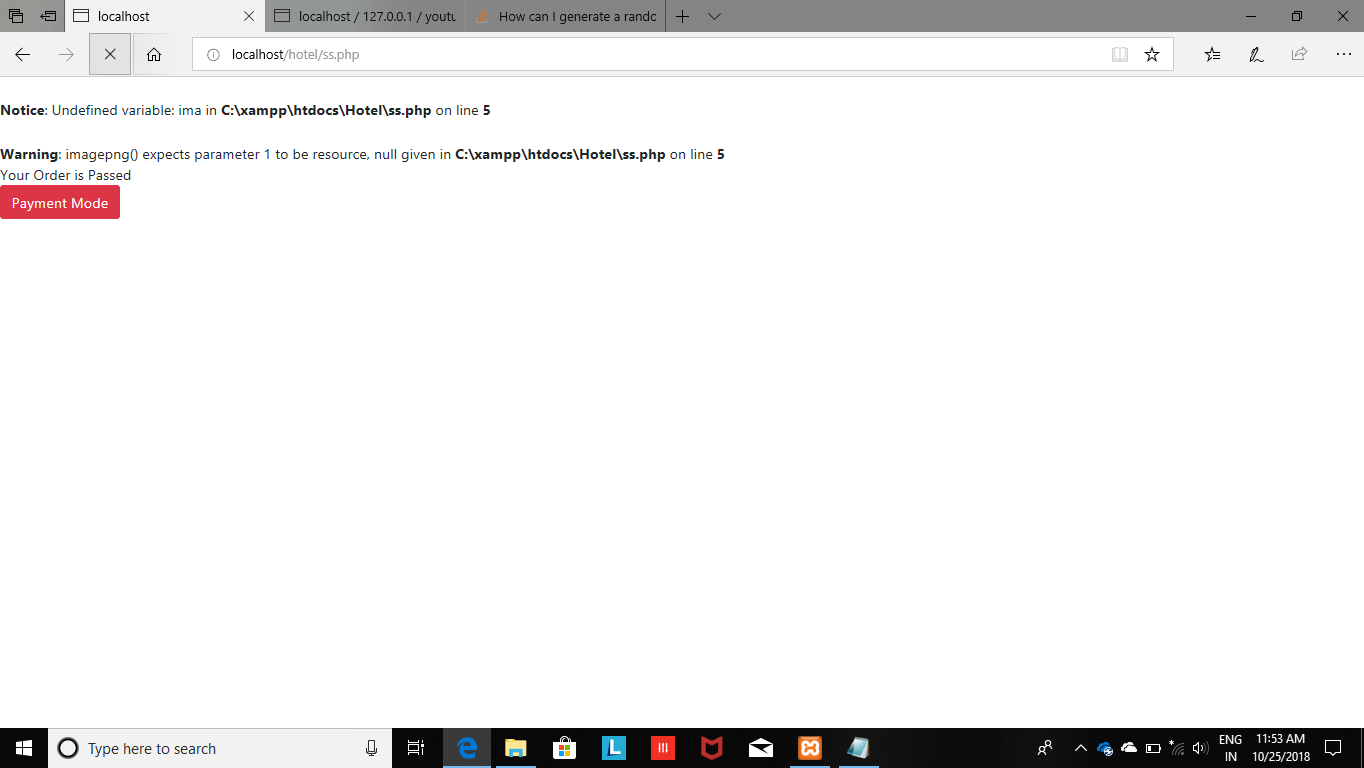 localhost
localhost / 127.0.0.1 / youtu
How can I generate a randc
localhost/hotel/ss.php
Notice: Undefined variable: ima in C:\xampp\htdocs\Hotel\ss.php on line 5
Warning: imagepng() expects parameter 1 to be resource, null given in C:\xampp\htdocs\Hotel\ss.php on line 5
Your Order is Passed
Payment Mode
Type here to search
L
ENG
IN
11:53 AM
10/25/2018